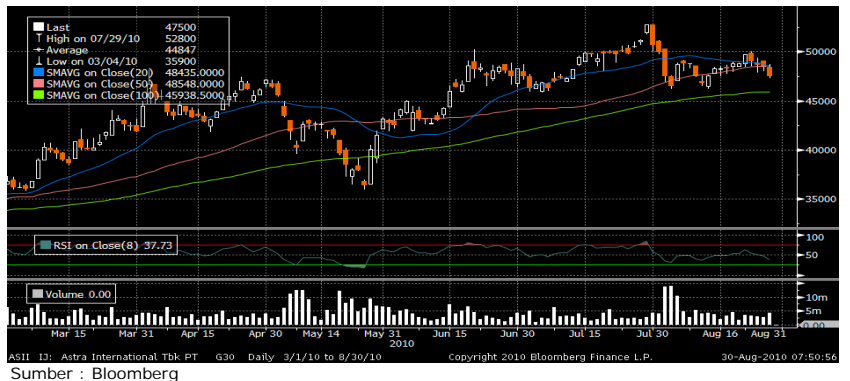 Last 47500
High on 07/29/10 52800
Average 44847
Low on 03/04/10 35900
SMAVG on Close(20) 48435.0000
SMAVG on Close(50) 48548.0000
SMAVG on Close(100) 45938.5000
50000
45000
40000
35000
RSI on Close(8) 37.73
100
50
Volume 0.00
10m
5m
0.00
Mar 15 Mar 31 Apr 15 Apr 30 May 14 May 31 Jun 15 Jun 30 Jul 15 Jul 30 Aug 16 Aug 31
2010
ASII IJ: Astra International Tbk PT G30 Daily 3/1/10 to 8/30/10 Copyright 2010 Bloomberg Finance L.P. 30-Aug-2010 07:50:56
Sumber : Bloomberg